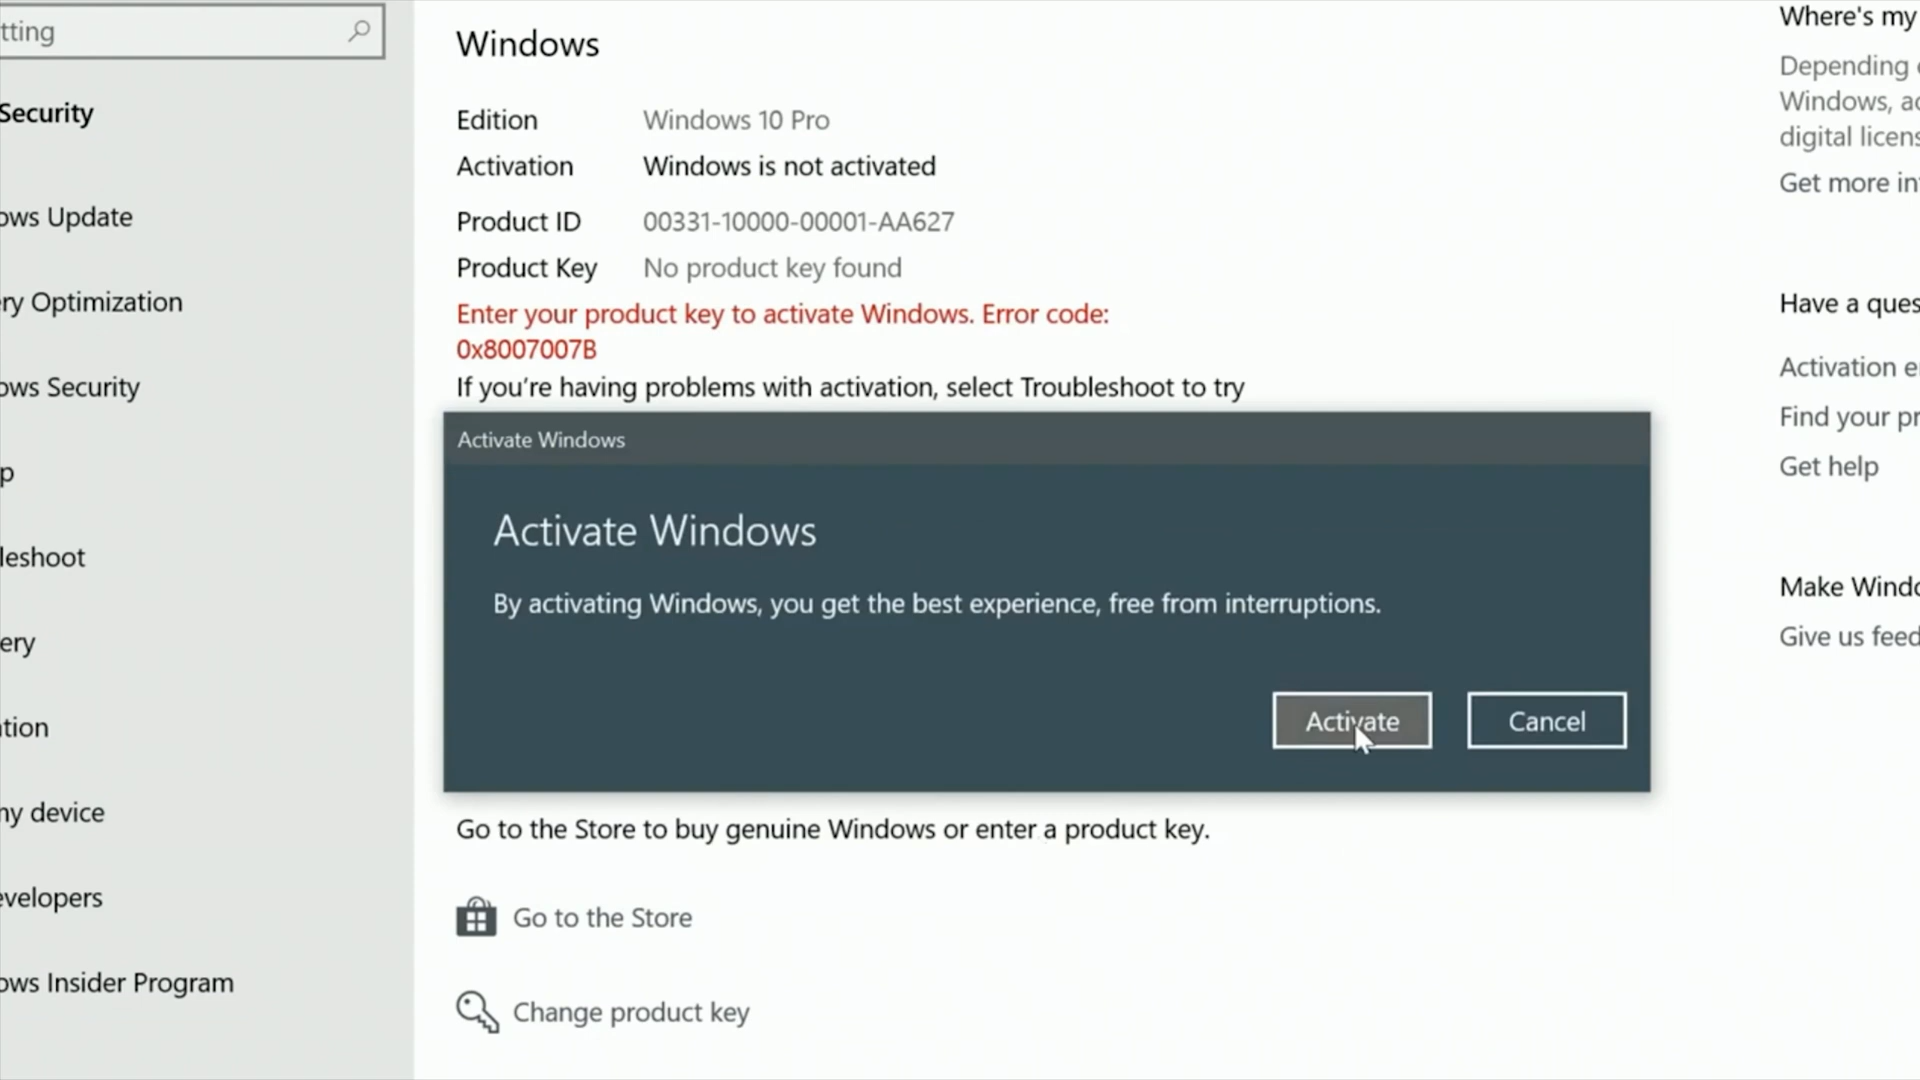 tting
Security
ows Update
ery Optimization
ows Security
p
leshoot
ery
ation
ny device
evelopers
ows Insider Program
Windows
Edition Windows 10 Pro
Activation Windows is not activated
Product ID 00331-10000-00001-AA627
Product Key No product key found
Enter your product key to activate Windows. Error code:
0x8007007B
If you're having problems with activation, select Troubleshoot to try
Activate Windows
Activate Windows
By activating Windows, you get the best experience, free from interruptions.
Activate Cancel
Go to the Store to buy genuine Windows or enter a product key.
Go to the Store
Change product key
Where's my
Depending
Windows, ac
digital licens
Get more in
Have a ques
Activation e
Find your pr
Get help
Make Windo
Give us feed